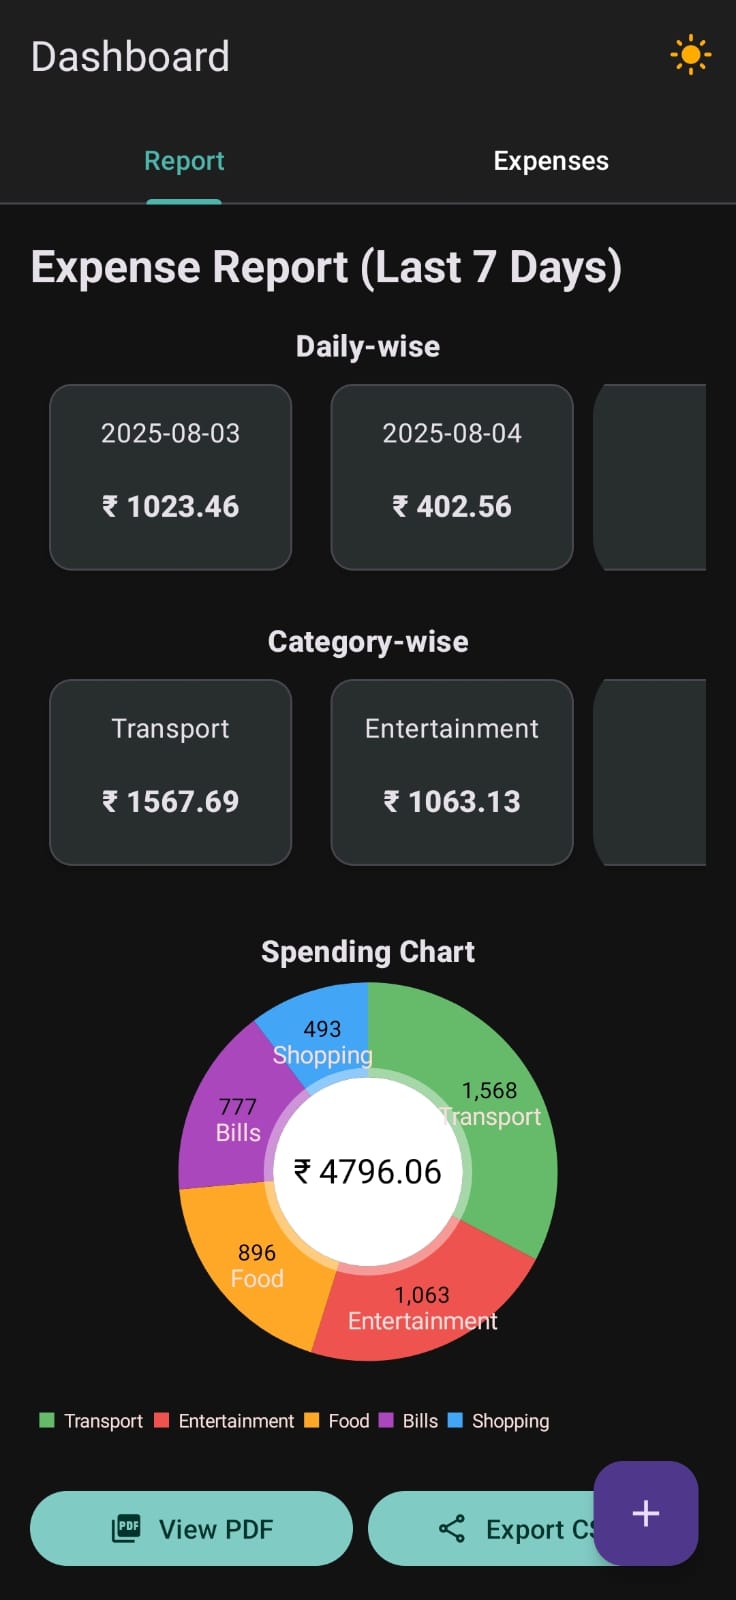 Dashboard
Report Expenses
Expense Report (Last 7 Days)
Daily-wise
2025-08-03 2025-08-04
₹ 1023.46 ₹ 402.56
Category-wise
Transport Entertainment
₹ 1567.69 ₹ 1063.13
Spending Chart
493
Shopping
1,568
Transport
777
Bills
₹ 4796.06
896
Food
1,063
Entertainment
Transport Entertainment Food Bills Shopping
PDF View PDF Export +